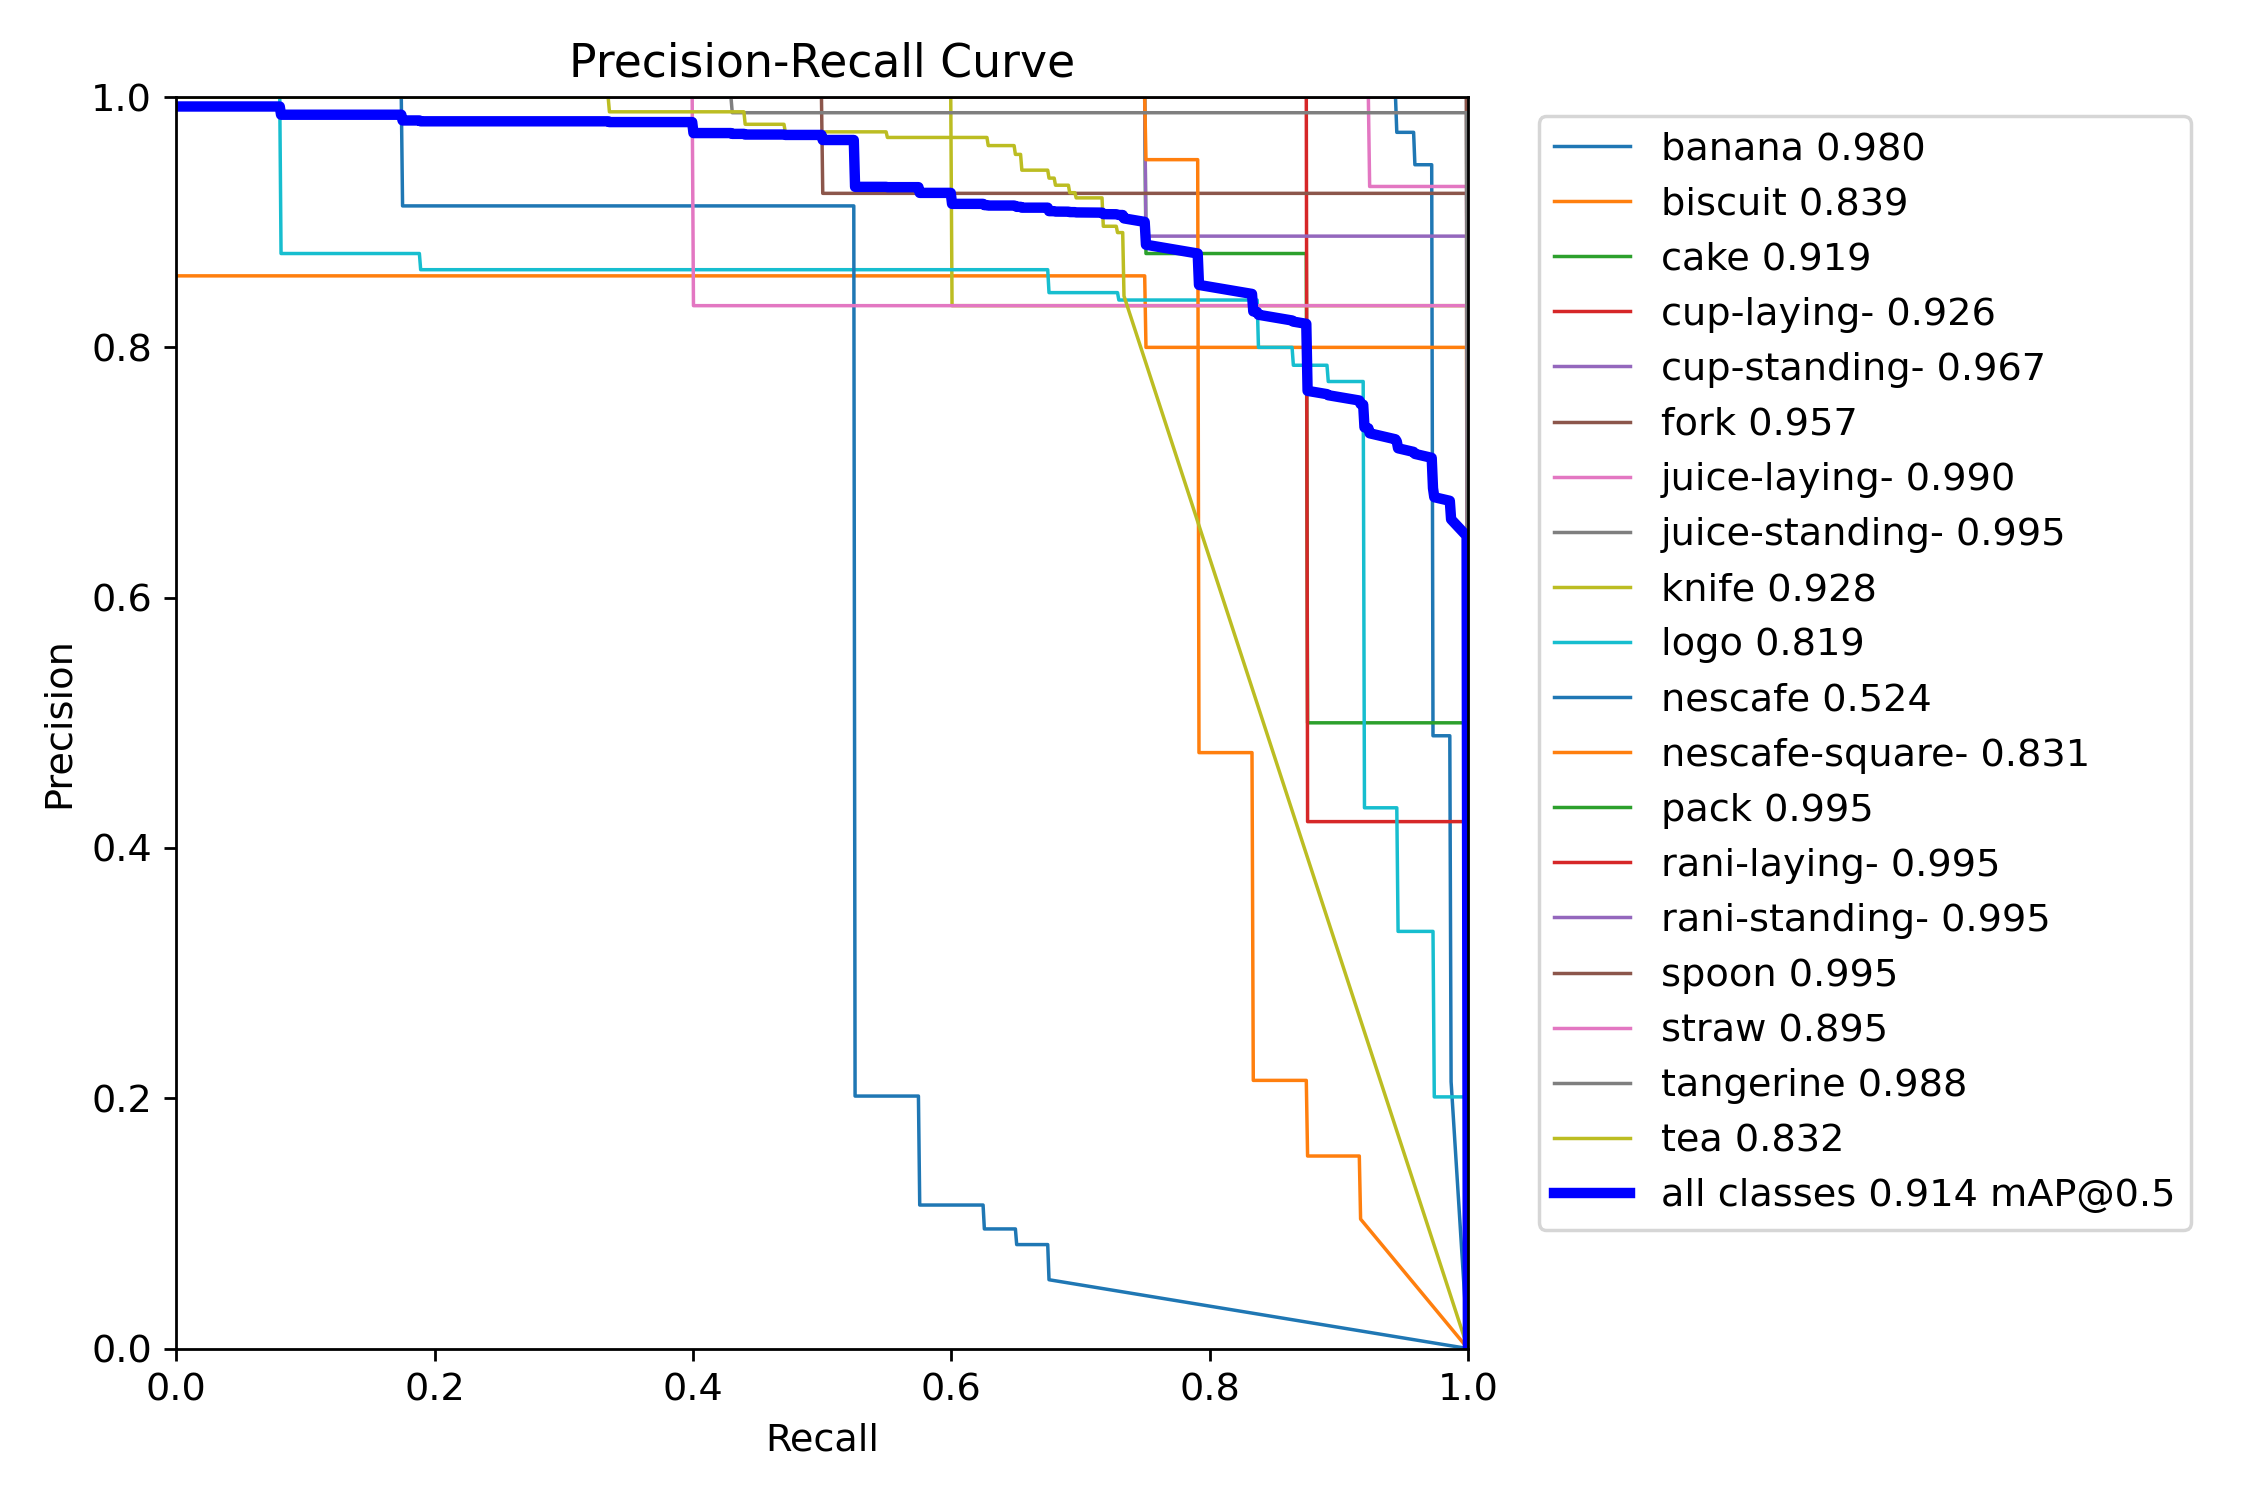 Precision-Recall Curve
1.0
0.8
0.6
0.4
0.2
0.0
Precision
0.0 0.2 0.4 0.6 0.8 1.0
Recall
banana 0.980
biscuit 0.839
cake 0.919
cup-laying- 0.926
cup-standing- 0.967
fork 0.957
juice-laying- 0.990
juice-standing- 0.995
knife 0.928
logo 0.819
nescafe 0.524
nescafe-square- 0.831
pack 0.995
rani-laying- 0.995
rani-standing- 0.995
spoon 0.995
straw 0.895
tangerine 0.988
tea 0.832
all classes 0.914 mAP@0.5